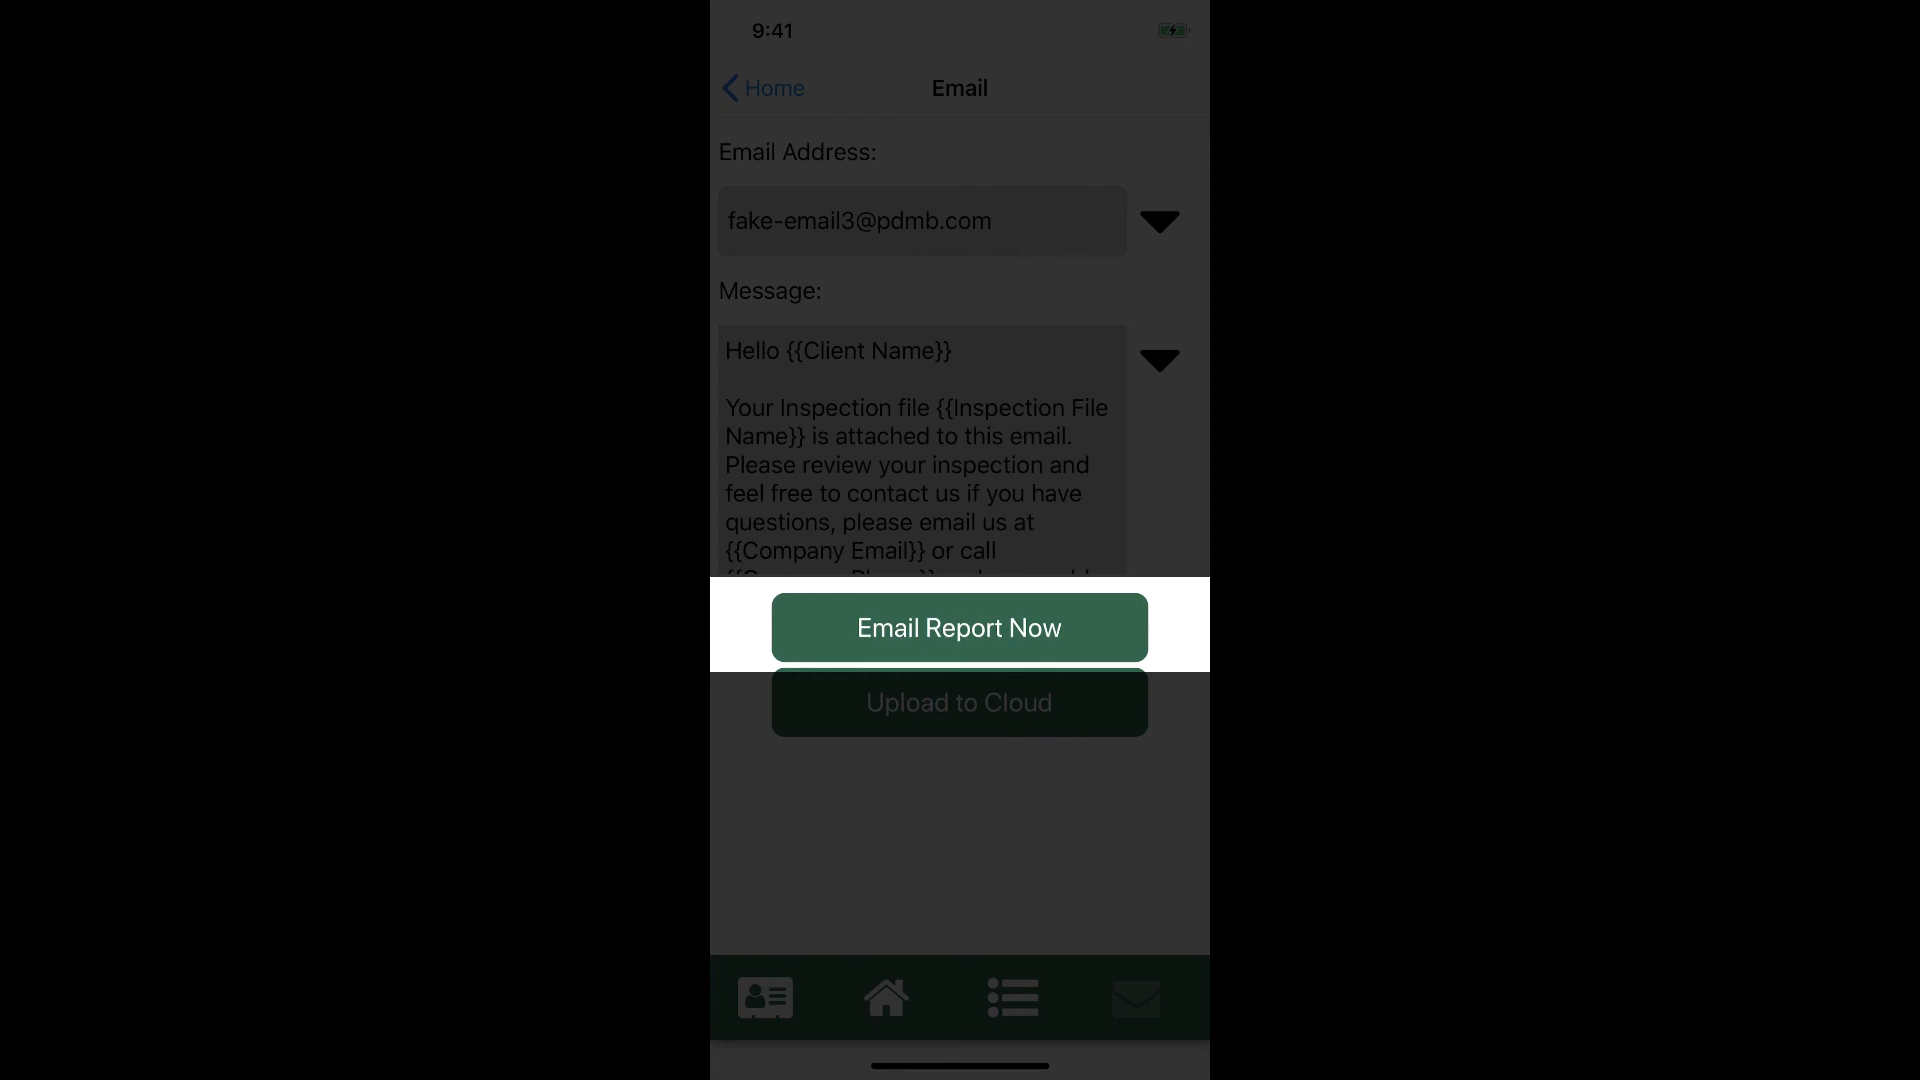 9:41
Home
Email
Email Address:
fake-email3@pdmb.com
Message:
Hello {{Client Name}}
Your Inspection file {{Inspection File
Name}} is attached to this email.
Please review your inspection and
feel free to contact us if you have
questions, please email us at
{{Company Email}} or call
Email Report Now
Upload to Cloud